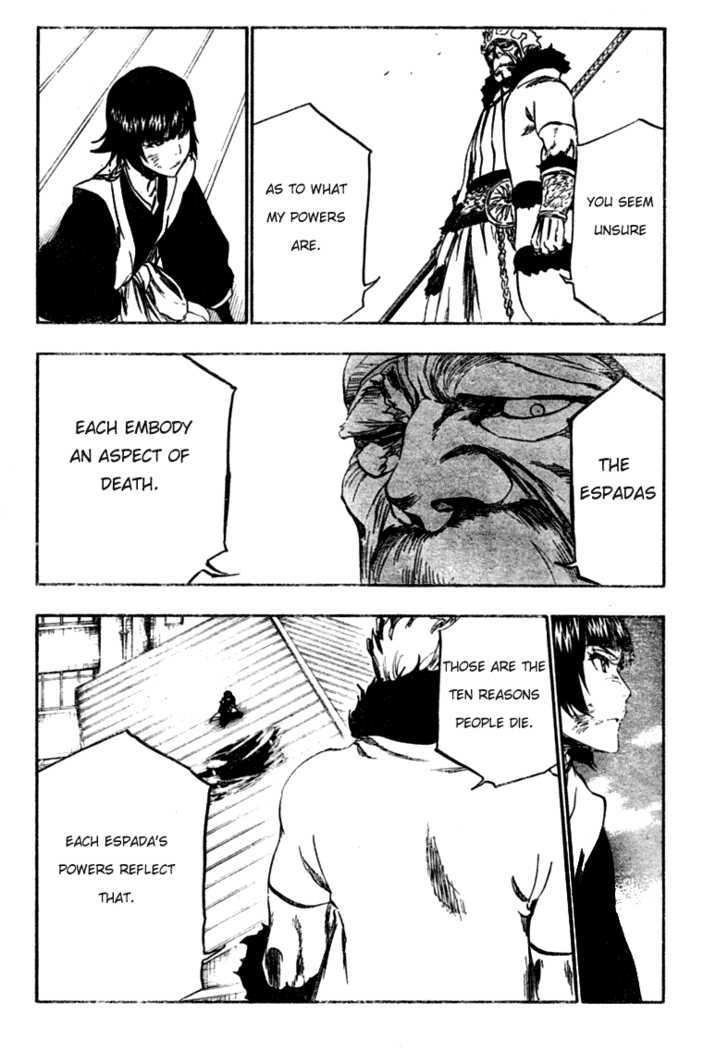 YOU SEEM
UNSURE
AS TO WHAT
MY POWERS
ARE.
THE
ESPADAS
EACH EMBODY
AN ASPECT OF
DEATH.
THOSE ARE THE
TEN REASONS
PEOPLE DIE.
EACH ESPADA'S
POWERS REFLECT
THAT.